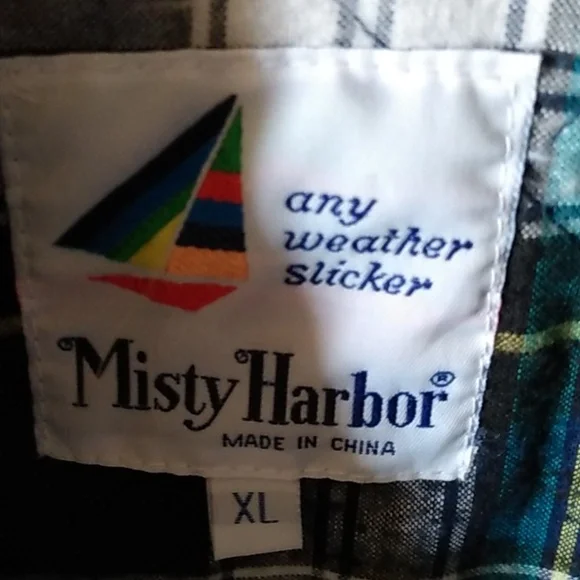 any
weather
slicker
Misty Harbor®
MADE IN CHINA
XL